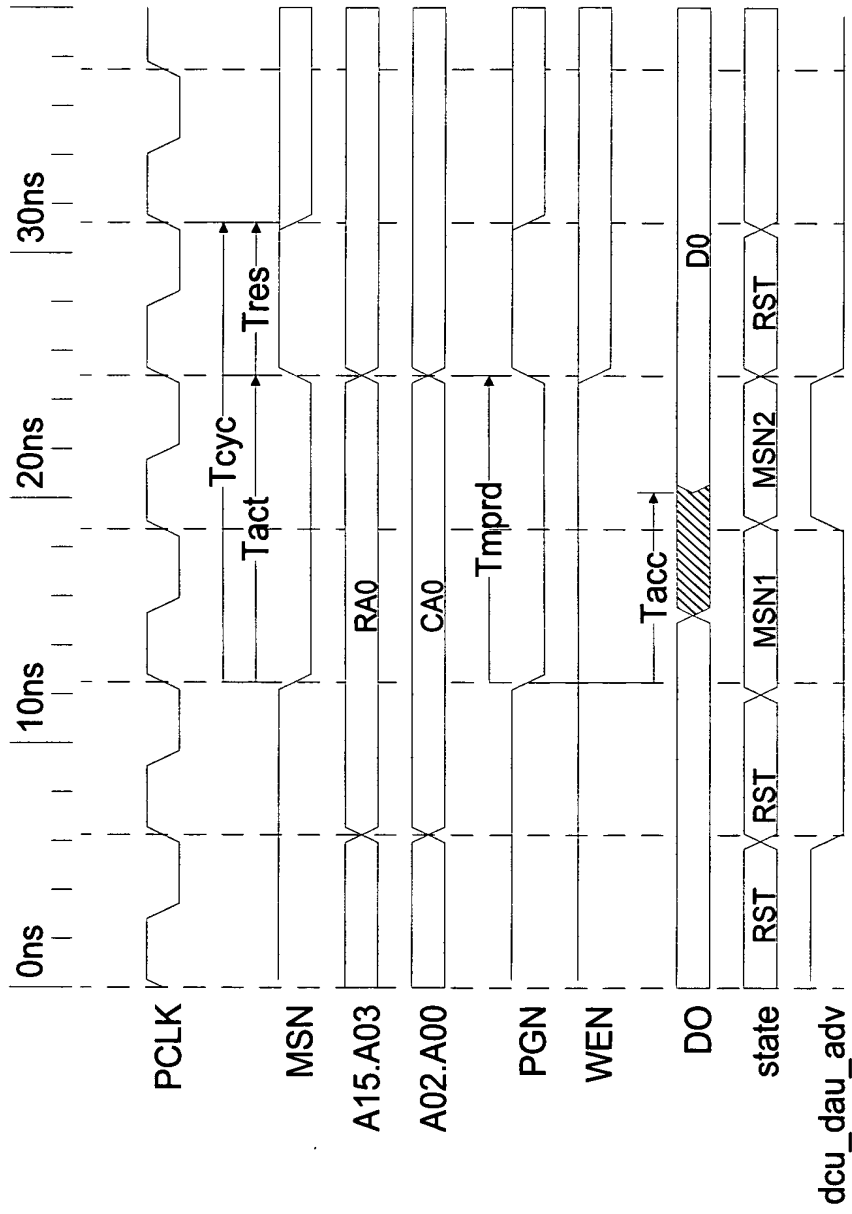 0ns 10ns 20ns 30ns
PCLK
Tcyc
Tact Tres
MSN
A15.A03 RA0
A02.A00 CA0
Tmprd
PGN
WEN
Tacc
DO D0
state RST RST MSN1 MSN2 RST
dcu_dau_adv